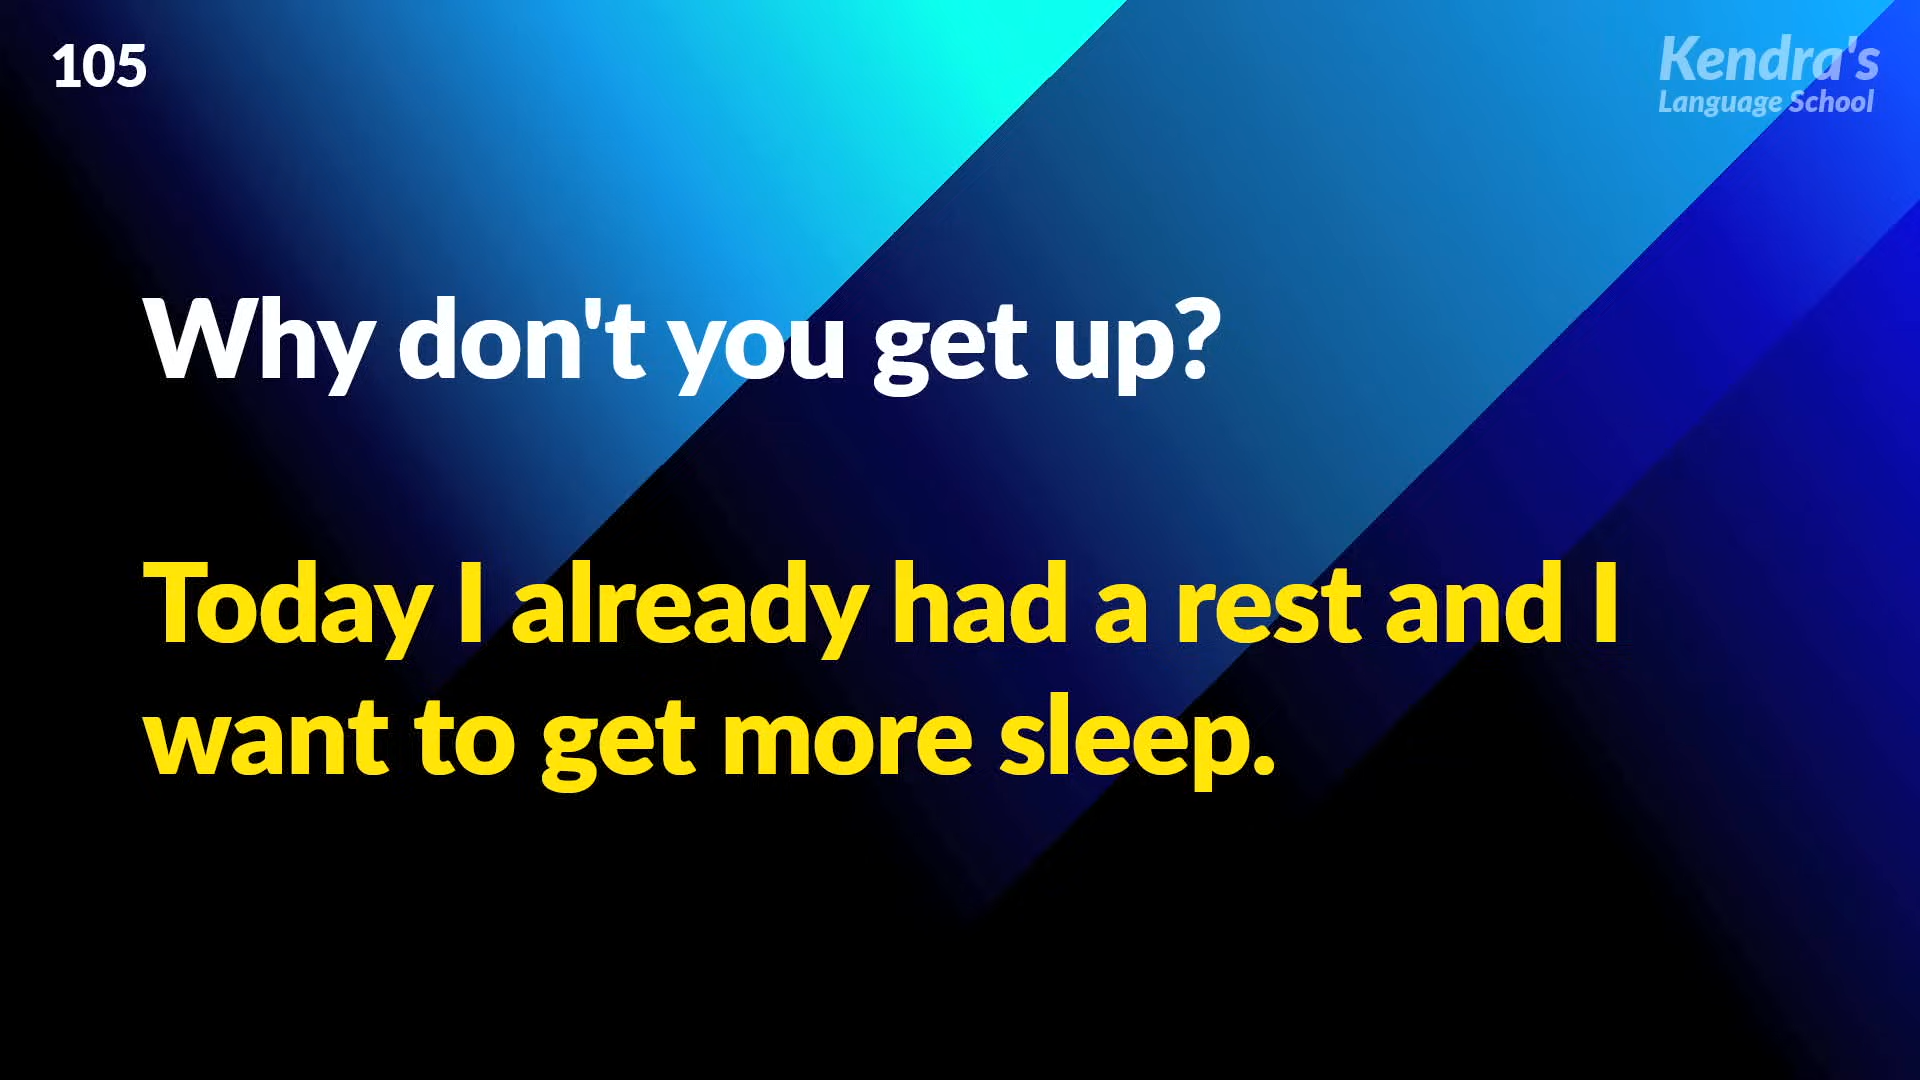 105
Kendra's
Language School
Why don't you get up?
Today I already had a rest and I
want to get more sleep.